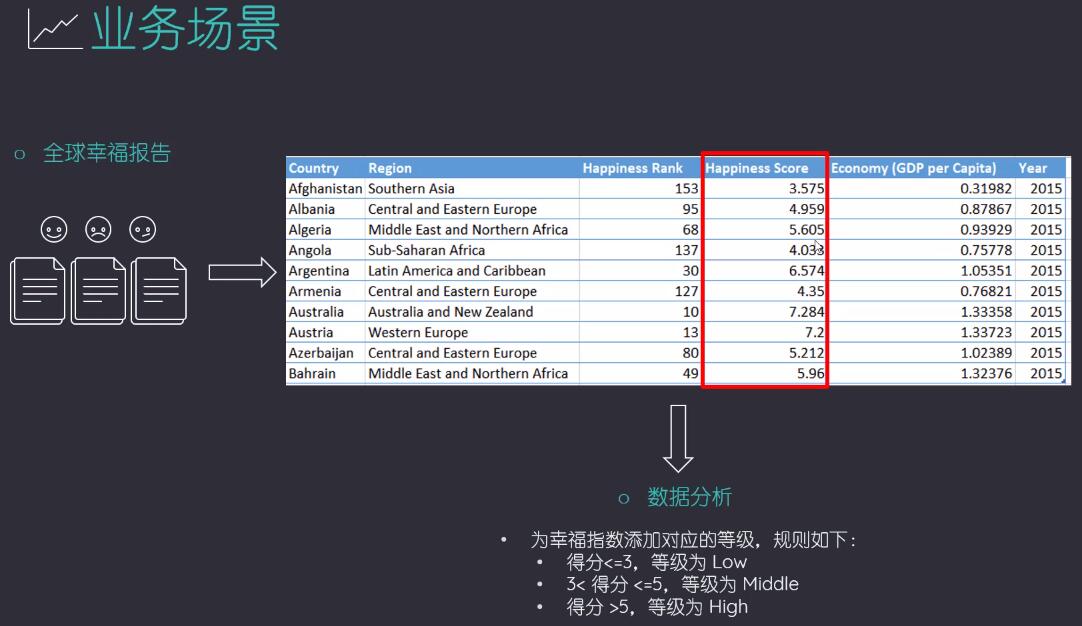 业务场景
全球幸福报告
Country Region Happiness Rank Happiness Score Economy (GDP per Capita) Year
Afghanistan Southern Asia 153 3.575 0.31982 2015
Albania Central and Eastern Europe 95 4.959 0.87867 2015
Algeria Middle East and Northern Africa 68 5.605 0.93929 2015
Angola Sub-Saharan Africa 137 4.033 0.75778 2015
Argentina Latin America and Caribbean 30 6.574 1.05351 2015
Armenia Central and Eastern Europe 127 4.35 0.76821 2015
Australia Australia and New Zealand 10 7.284 1.33358 2015
Austria Western Europe 13 7.2 1.33723 2015
Azerbaijan Central and Eastern Europe 80 5.212 1.02389 2015
Bahrain Middle East and Northern Africa 49 5.96 1.32376 2015
数据分析
为幸福指数添加对应的等级，规则如下：
得分<=3，等级为 Low
3< 得分 <=5，等级为 Middle
得分 >5，等级为 High